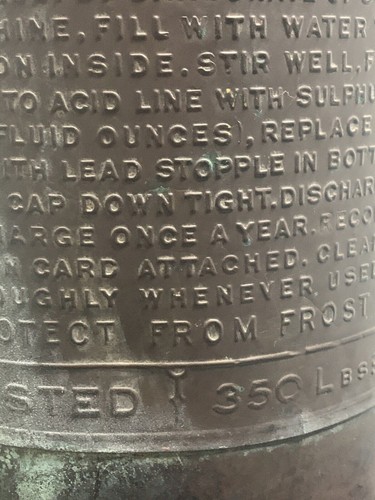 HINE, FILL WITH WATER T
ON INSIDE. STIR WELL, F
TO ACID LINE WITH SULPHU
FLUID OUNCES), REPLACE
ITH LEAD STOPPLE IN BOTT
CAP DOWN TIGHT. DISCHAR
HARGE ONCE A YEAR. RECO
N CARD ATTACHED. CLEA
OUGHLY WHENEVER USED
OTECT FROM FROST
STED 350 LBS